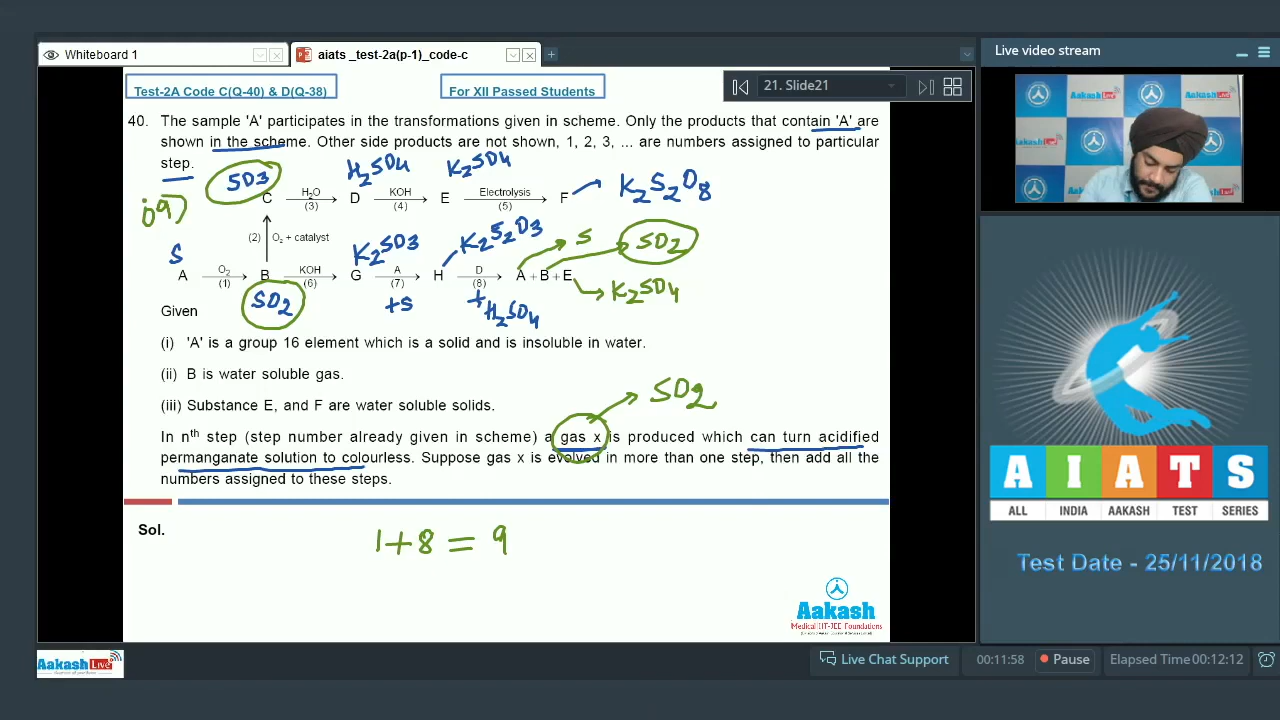 Whiteboard 1
aiats _test-2a(p-1)_code-c
Live video stream
Test-2A Code C(Q-40) & D(Q-38)
For XII Passed Students
21. Slide21
40. The sample 'A' participates in the transformations given in scheme. Only the products that contain 'A' are
shown in the scheme. Other side products are not shown, 1, 2, 3, ... are numbers assigned to particular
step.
SO3 H2SO4 K2SO4
C H2O (3) D KOH (4) E Electrolysis (5) F K2S2O8
09)
(2) O2 + catalyst
S K2SO3 K2S2O3 S SO2
A O2 (1) B KOH (6) G A (7) H D (8) A + B + E
SO2 +S +H2SO4 K2SO4
Given
(i) 'A' is a group 16 element which is a solid and is insoluble in water.
(ii) B is water soluble gas.
(iii) Substance E, and F are water soluble solids.
SO2
In nth step (step number already given in scheme) a gas x is produced which can turn acidified
permanganate solution to colourless. Suppose gas x is evolved in more than one step, then add all the
numbers assigned to these steps.
Sol.
1+8 = 9
Aakash
Medical|IIT-JEE|Foundations
A I A T S
ALL INDIA AAKASH TEST SERIES
Test Date - 25/11/2018
AakashLive
Live Chat Support
00:11:58
Pause
Elapsed Time 00:12:12